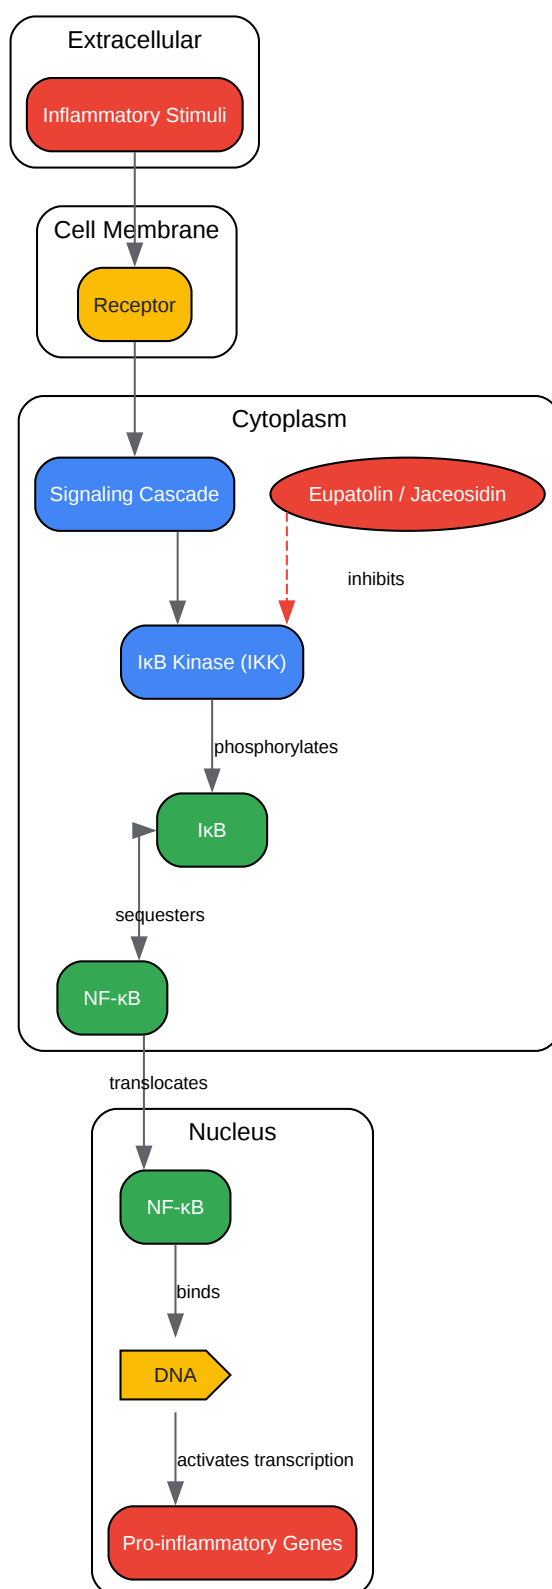 Extracellular
Inflammatory Stimuli
Cell Membrane
Receptor
Cytoplasm
Signaling Cascade
Eupatolin / Jaceosidin
inhibits
IκB Kinase (IKK)
phosphorylates
IκB
sequesters
NF-κB
translocates
Nucleus
NF-κB
binds
DNA
activates transcription
Pro-inflammatory Genes